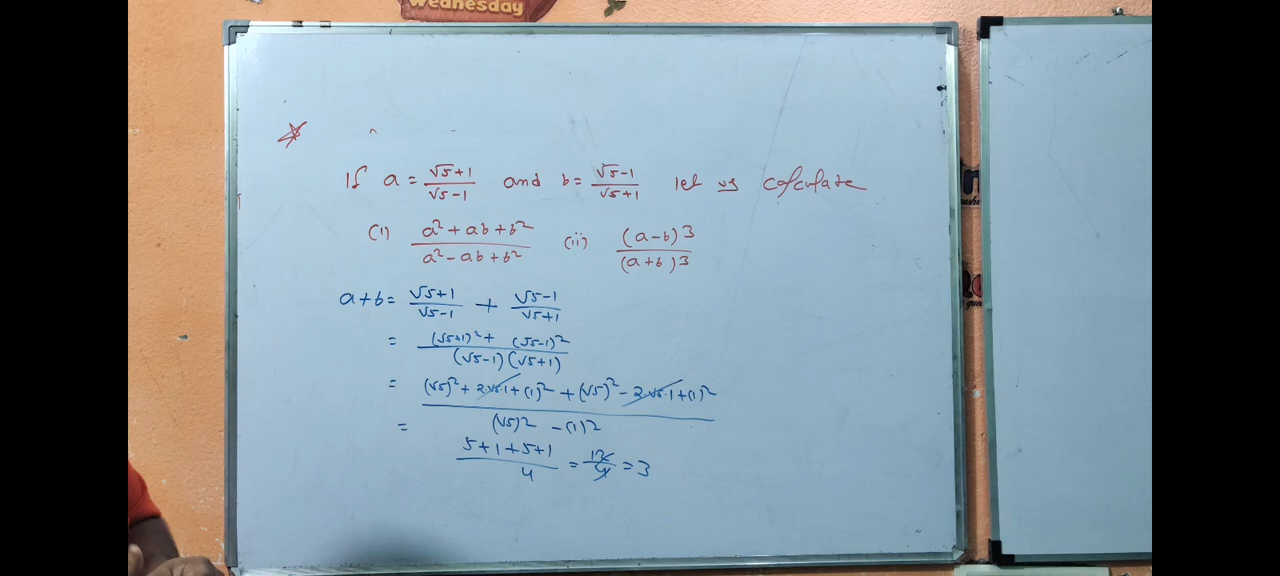 Wednesday
If a = √5+1/√5-1 and b = √5-1/√5+1 let us calculate
(i) a²+ab+b²/a²-ab+b² (ii) (a-b)3/(a+b)3
a+b = √5+1/√5-1 + √5-1/√5+1
= (√5+1)²+(√5-1)²/(√5-1)(√5+1)
= (√5)²+2.√5.1+(1)²+(√5)²-2.√5.1+(1)²/(√5)²-(1)²
= 5+1+5+1/4 = 12/4 = 3